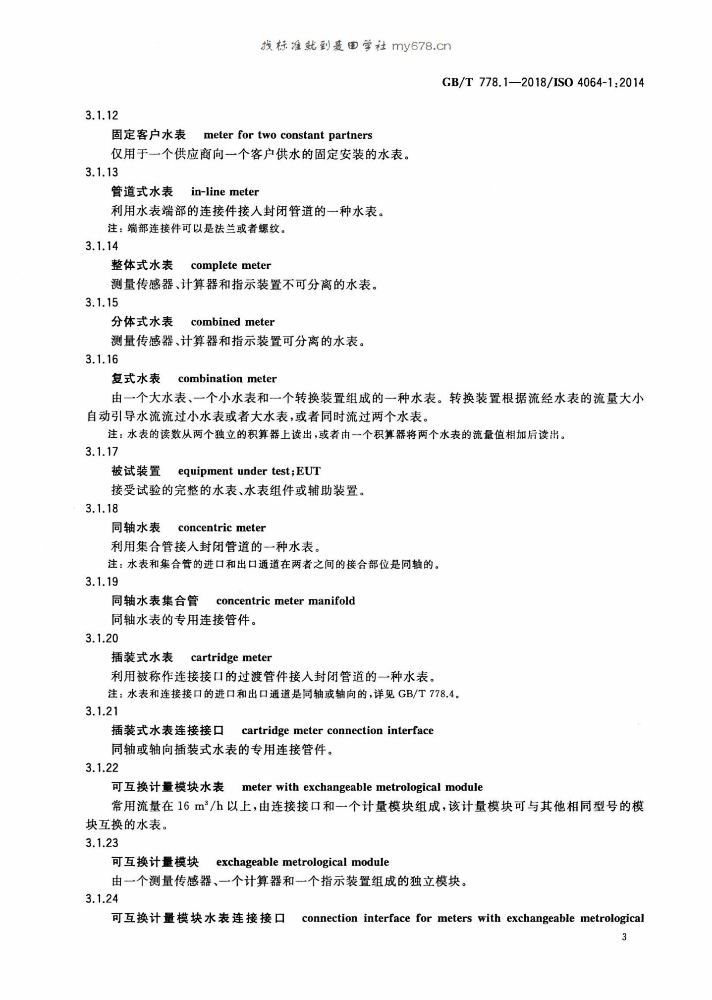 找标准就到麦田学社 my678.cn
GB/T 778.1—2018/ISO 4064-1:2014
3.1.12
固定客户水表 meter for two constant partners
仅用于一个供应商向一个客户供水的固定安装的水表。
3.1.13
管道式水表 in-line meter
利用水表端部的连接件接入封闭管道的一种水表。
注：端部连接件可以是法兰或者螺纹。
3.1.14
整体式水表 complete meter
测量传感器、计算器和指示装置不可分离的水表。
3.1.15
分体式水表 combined meter
测量传感器、计算器和指示装置可分离的水表。
3.1.16
复式水表 combination meter
由一个大水表、一个小水表和一个转换装置组成的一种水表。转换装置根据流经水表的流量大小
自动引导水流流过小水表或者大水表,或者同时流过两个水表。
注：水表的读数从两个独立的积算器上读出,或者由一个积算器将两个水表的流量值相加后读出。
3.1.17
被试装置 equipment under test;EUT
接受试验的完整的水表、水表组件或辅助装置。
3.1.18
同轴水表 concentric meter
利用集合管接入封闭管道的一种水表。
注：水表和集合管的进口和出口通道在两者之间的接合部位是同轴的。
3.1.19
同轴水表集合管 concentric meter manifold
同轴水表的专用连接管件。
3.1.20
插装式水表 cartridge meter
利用被称作连接接口的过渡管件接入封闭管道的一种水表。
注：水表和连接接口的进口和出口通道是同轴或轴向的,详见 GB/T 778.4。
3.1.21
插装式水表连接接口 cartridge meter connection interface
同轴或轴向插装式水表的专用连接管件。
3.1.22
可互换计量模块水表 meter with exchangeable metrological module
常用流量在 16 m³/h 以上,由连接接口和一个计量模块组成,该计量模块可与其他相同型号的模
块互换的水表。
3.1.23
可互换计量模块 exchageable metrological module
由一个测量传感器、一个计算器和一个指示装置组成的独立模块。
3.1.24
可互换计量模块水表连接接口 connection interface for meters with exchangeable metrological
3